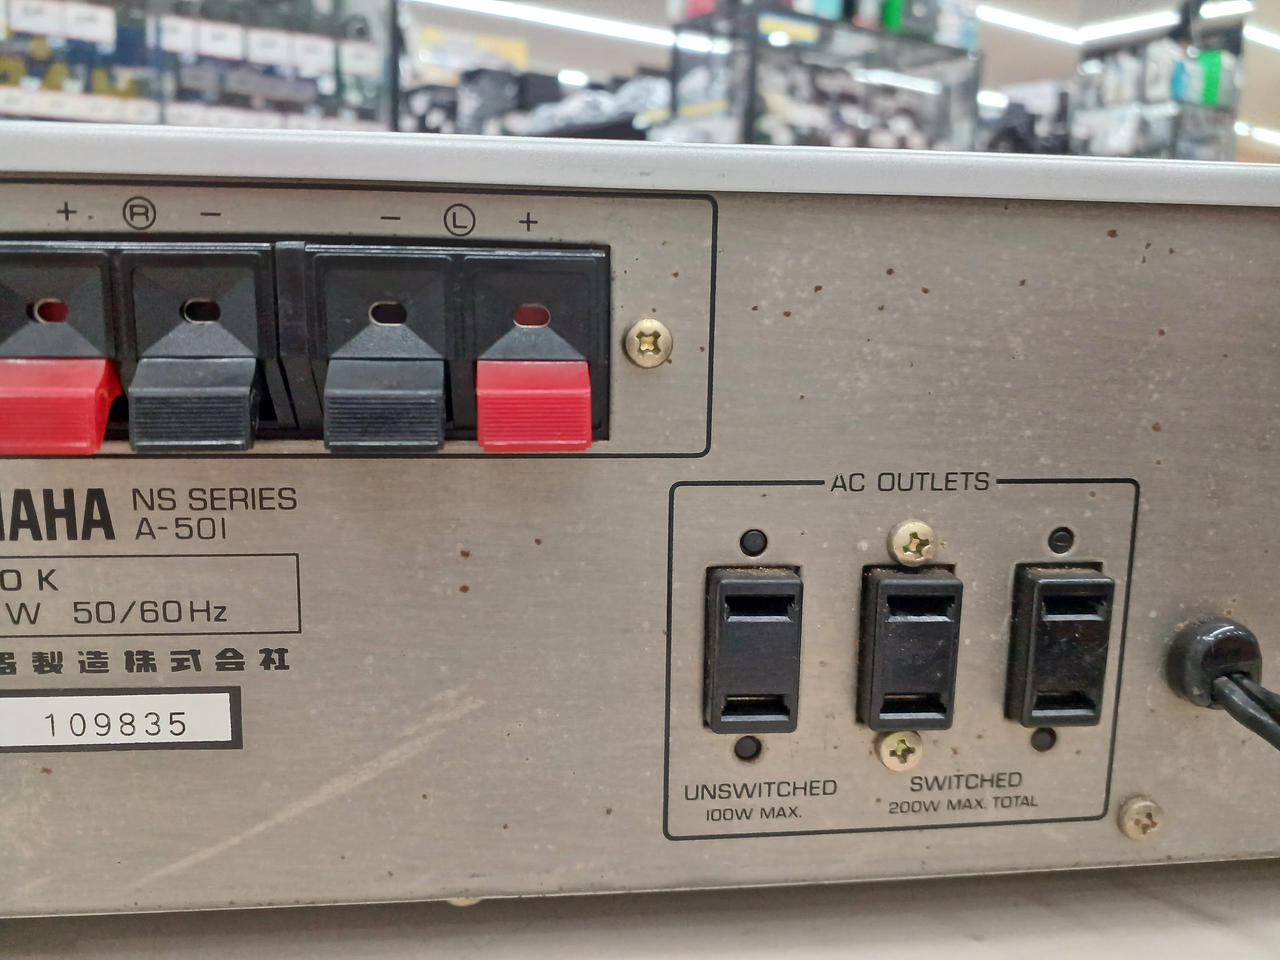 + R - - L +
NS SERIES
A-501
W 50/60Hz
製造株式会社
109835
AC OUTLETS
UNSWITCHED
100W MAX.
SWITCHED
200W MAX. TOTAL